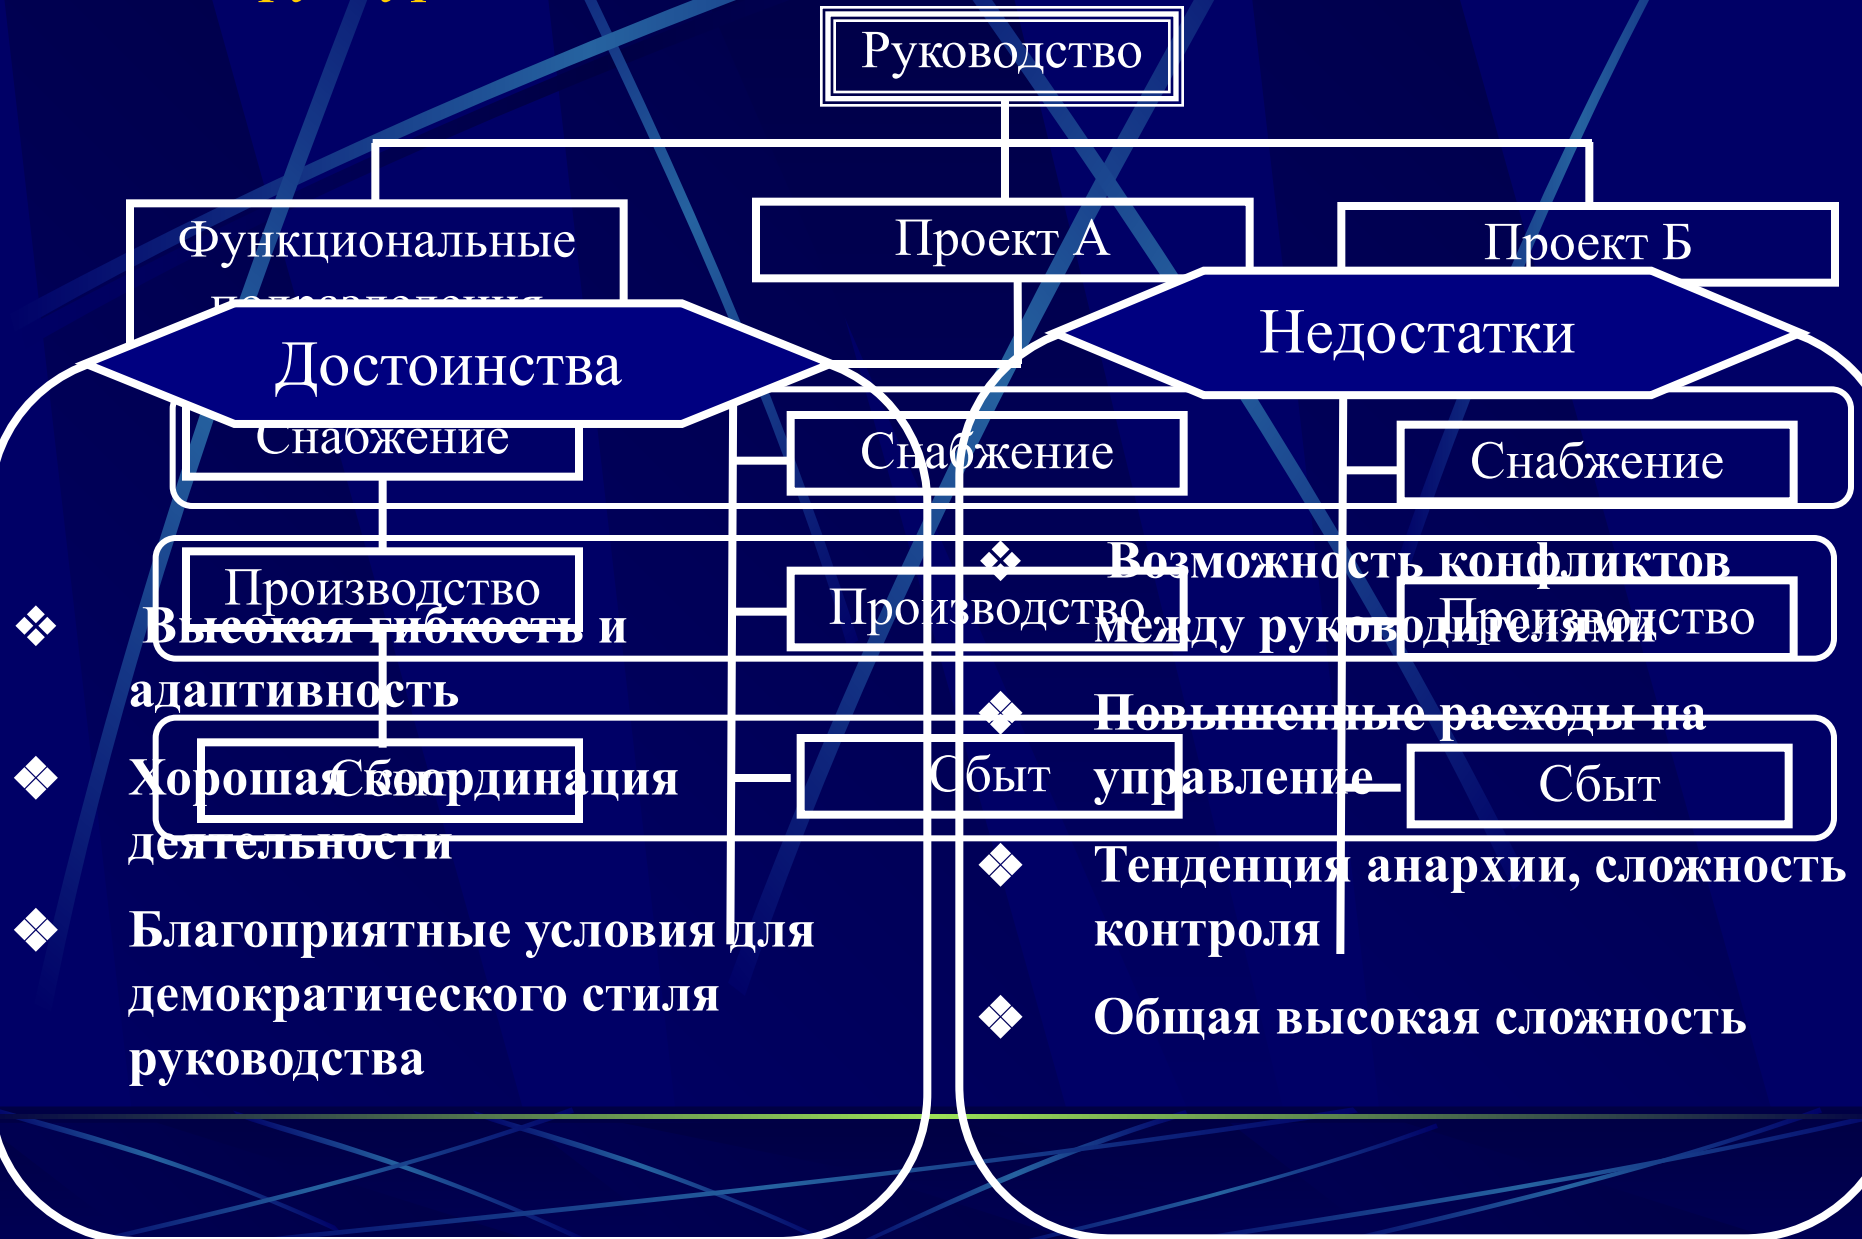 Руководство
Функциональные
подразделения
Проект А
Проект Б
Достоинства
Недостатки
Снабжение
Снабжение
Снабжение
Производство
Производство
Производство
Сбыт
Сбыт
Сбыт
Высокая гибкость и
адаптивность
Хорошая координация
деятельности
Благоприятные условия для
демократического стиля
руководства
Возможность конфликтов
между руководителями
Повышенные расходы на
управление
Тенденция анархии, сложность
контроля
Общая высокая сложность